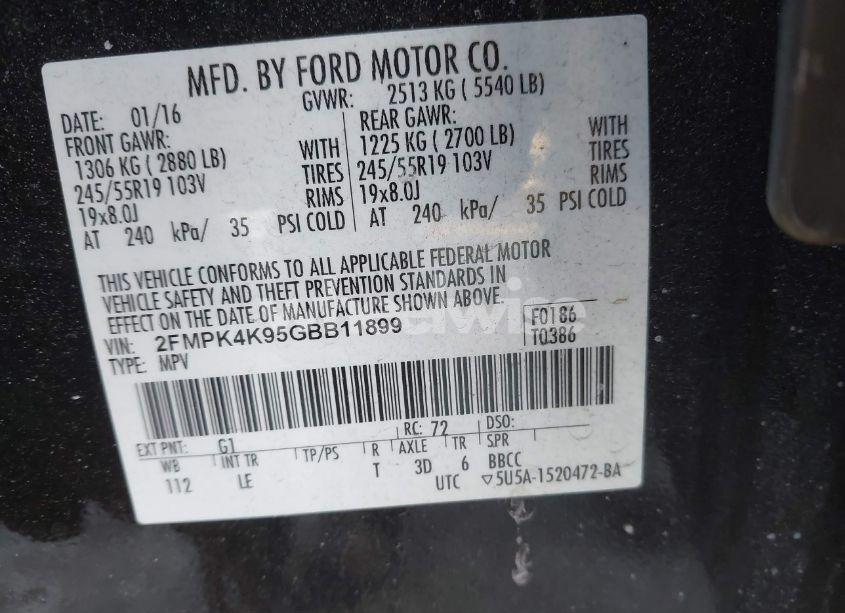 MFD. BY FORD MOTOR CO.
DATE: 01/16 GVWR: 2513 KG ( 5540 LB)
FRONT GAWR: REAR GAWR:
1306 KG ( 2880 LB) WITH 1225 KG ( 2700 LB) WITH
245/55R19 103V TIRES 245/55R19 103V TIRES
19x8.0J RIMS 19x8.0J RIMS
AT 240 kPa/ 35 PSI COLD AT 240 kPa/ 35 PSI COLD
THIS VEHICLE CONFORMS TO ALL APPLICABLE FEDERAL MOTOR
VEHICLE SAFETY AND THEFT PREVENTION STANDARDS IN
EFFECT ON THE DATE OF MANUFACTURE SHOWN ABOVE.
VIN: 2FMPK4K95GBB11899 F0186
TYPE: MPV T0386
EXT PNT: G1 RC: 72 DSO:
WB INT TR TP/PS R AXLE TR SPR
112 LE T 3D 6 BBCC
UTC ▽5U5A-1520472-BA